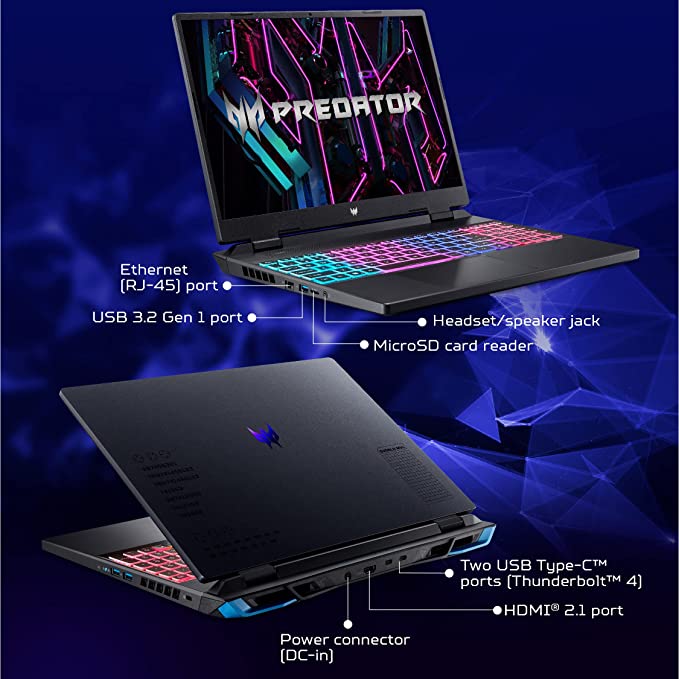 PREDATOR
Ethernet
(RJ-45) port
USB 3.2 Gen 1 port
Headset/speaker jack
MicroSD card reader
Two USB Type-C™
ports (Thunderbolt™ 4)
HDMI® 2.1 port
Power connector
(DC-in)